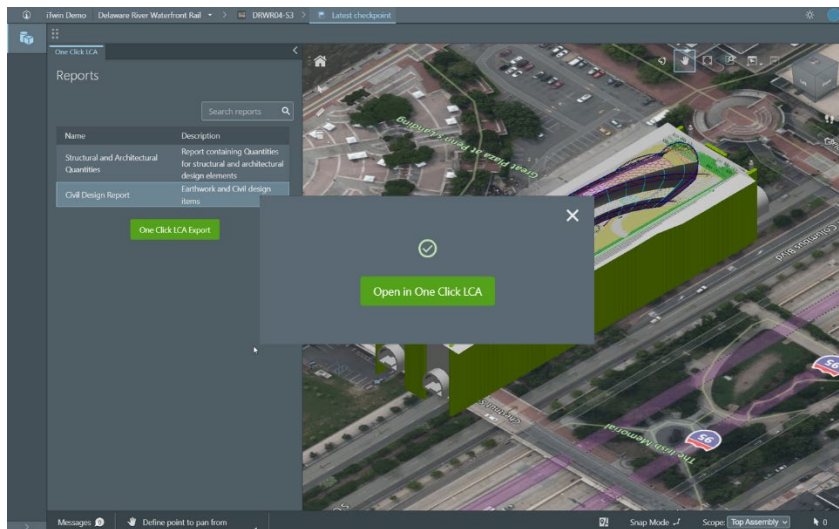 iTwin Demo Delaware River Waterfront Rail > DRWR04-S3 > Latest checkpoint
One Click LCA
Reports
Search reports
Name Description
Structural and Architectural Quantities
Report containing Quantities for structural and architectural design elements
Civil Design Report
Earthwork and Civil design items
One Click LCA Export
Open in One Click LCA
Great Plaza at Penn's Landing
Columbus Blvd
95
The Irish Memorial
95
Messages Define point to pan from
Snap Mode Scope: Top Assembly 0